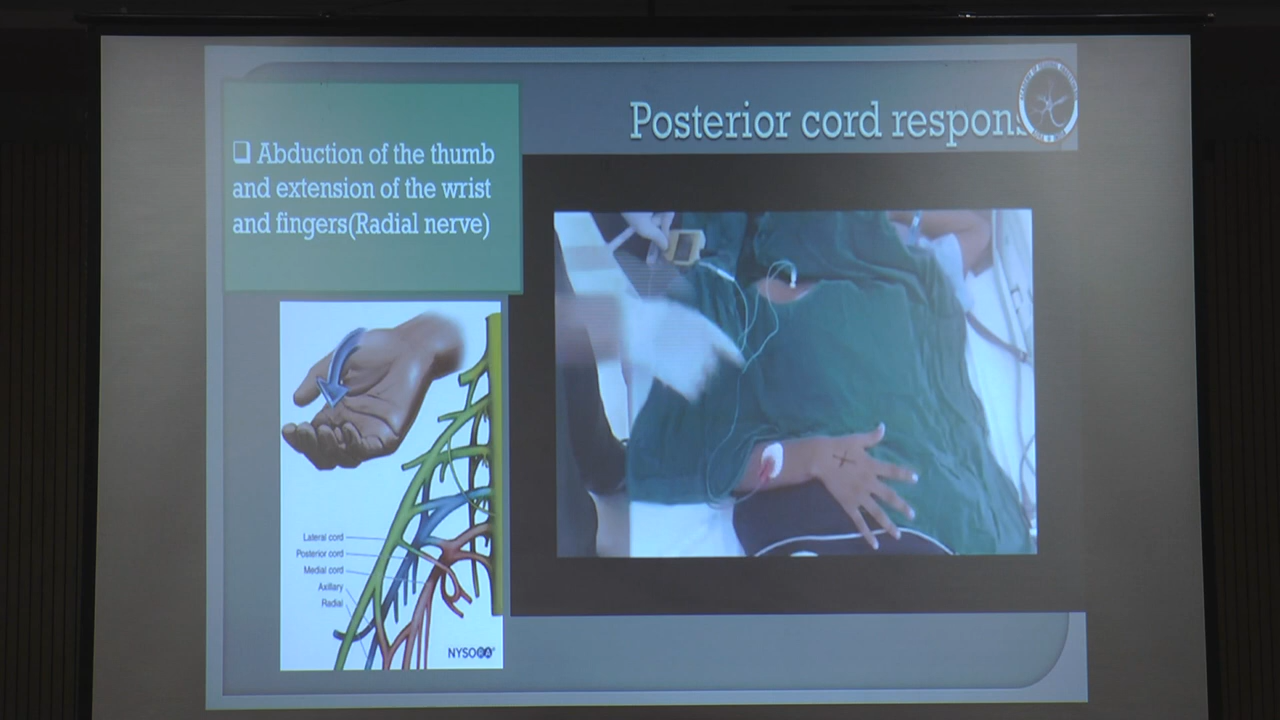 Posterior cord respons
❑ Abduction of the thumb
and extension of the wrist
and fingers(Radial nerve)
Lateral cord
Posterior cord
Medial cord
Axillary
Radial
NYSORA